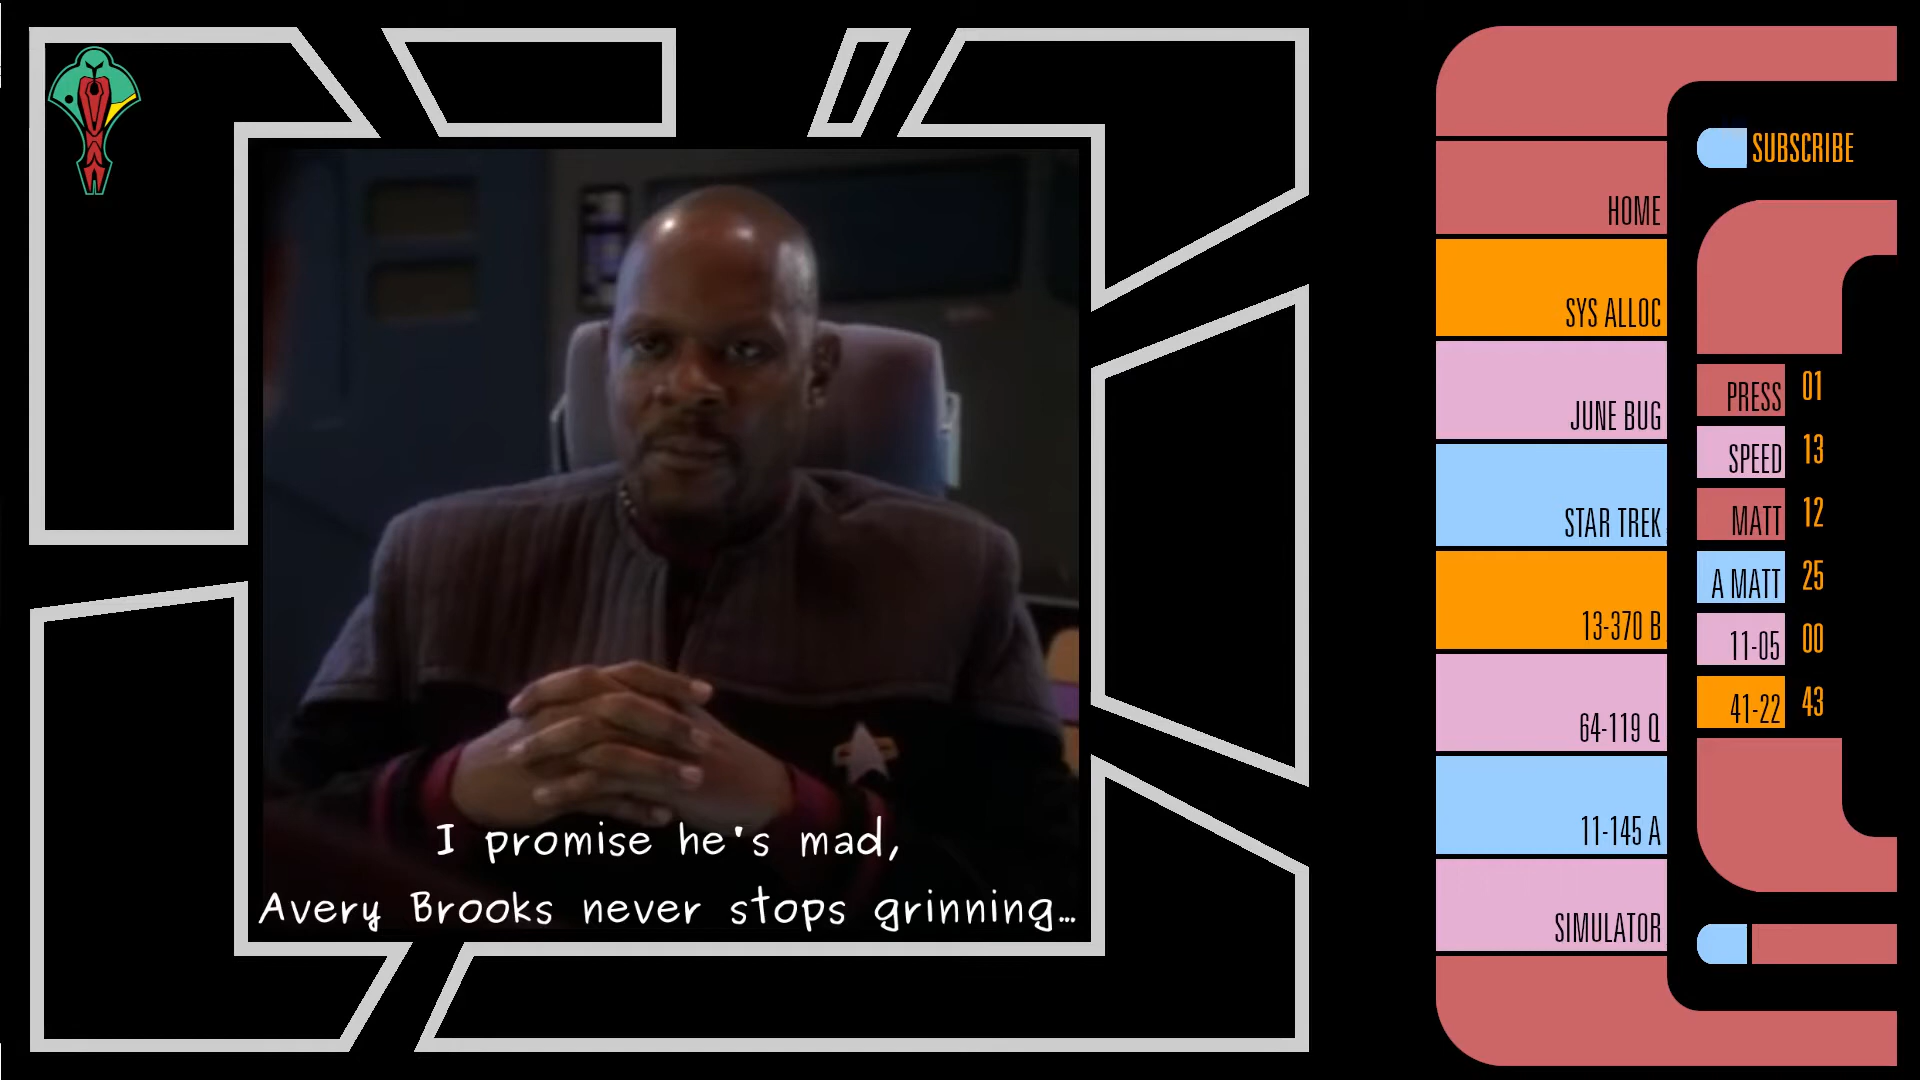 I promise he's mad,
Avery Brooks never stops grinning...
SUBSCRIBE
HOME
SYS ALLOC
JUNE BUG
STAR TREK
13-370 B
64-119 Q
11-145 A
SIMULATOR
PRESS 01
SPEED 13
MATT 12
A MATT 25
11-05 00
41-22 43